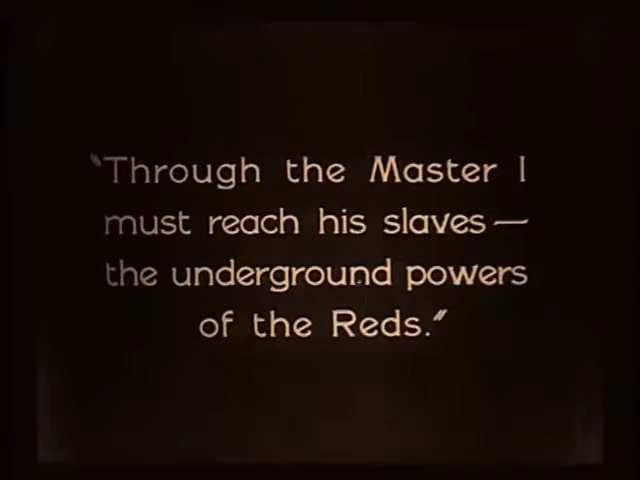 "Through the Master I
must reach his slaves—
the underground powers
of the Reds."